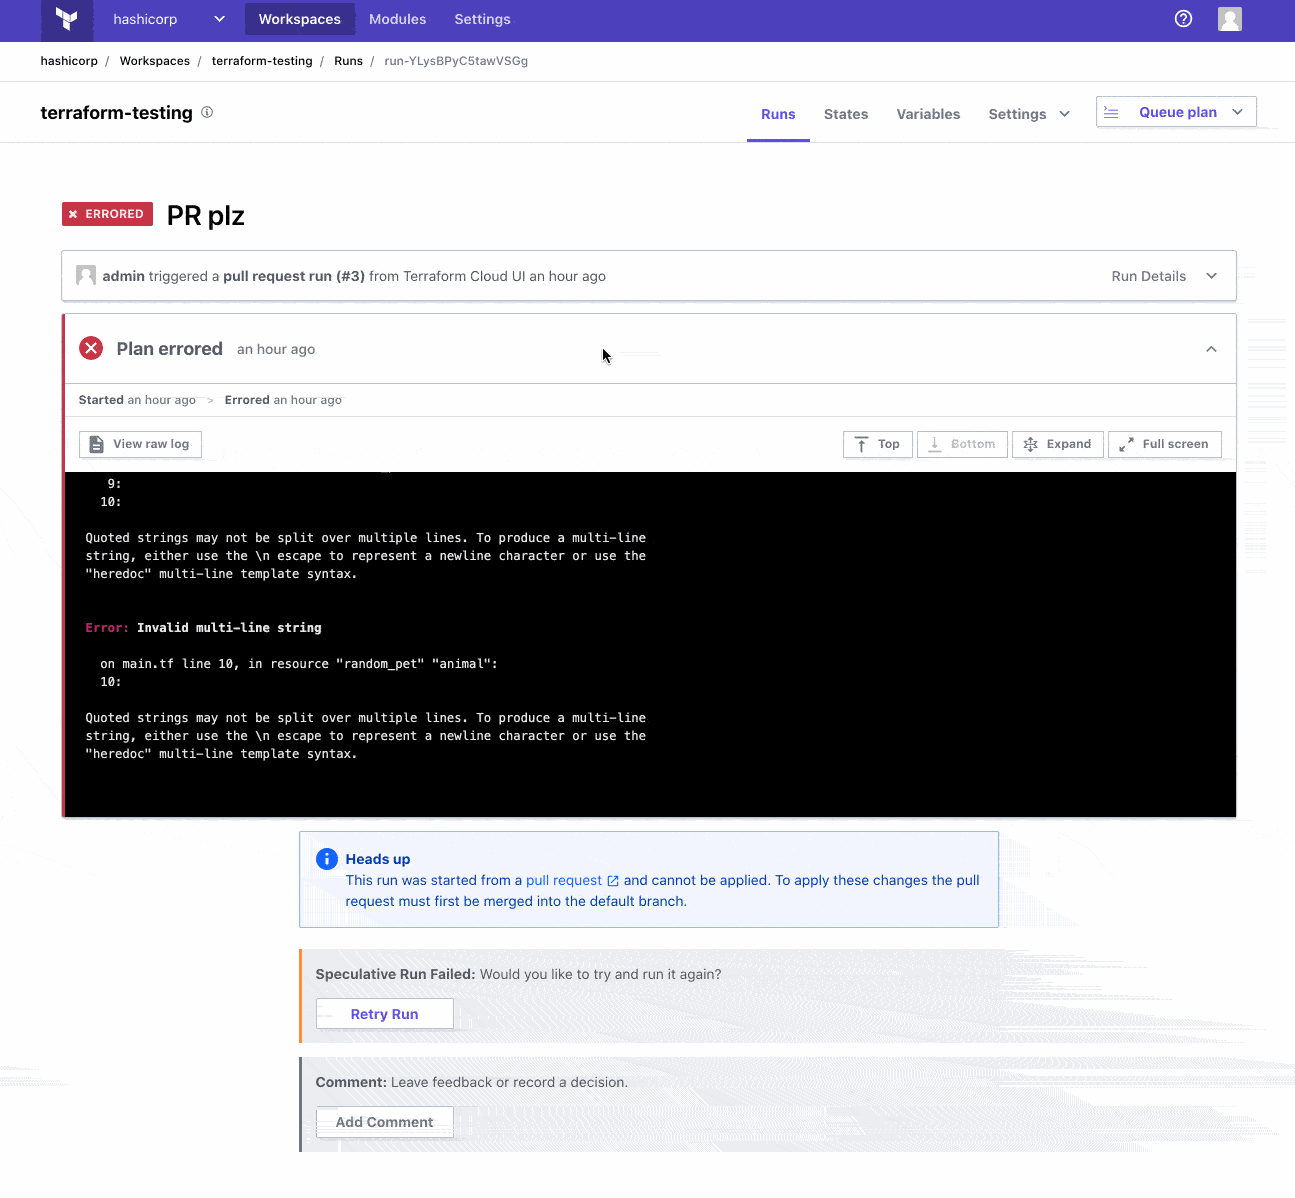 hashicorp
Workspaces
Modules
Settings
hashicorp / Workspaces / terraform-testing / Runs / run-YLysBPyC5tawVSGg
terraform-testing
Runs
States
Variables
Settings
Queue plan
ERRORED
PR plz
admin triggered a pull request run (#3) from Terraform Cloud UI an hour ago
Run Details
Plan errored an hour ago
Started an hour ago > Errored an hour ago
View raw log
Top
Bottom
Expand
Full screen
9:
10:
Quoted strings may not be split over multiple lines. To produce a multi-line
string, either use the \n escape to represent a newline character or use the
"heredoc" multi-line template syntax.
Error: Invalid multi-line string
on main.tf line 10, in resource "random_pet" "animal":
10:
Quoted strings may not be split over multiple lines. To produce a multi-line
string, either use the \n escape to represent a newline character or use the
"heredoc" multi-line template syntax.
Heads up
This run was started from a pull request and cannot be applied. To apply these changes the pull
request must first be merged into the default branch.
Speculative Run Failed: Would you like to try and run it again?
Retry Run
Comment: Leave feedback or record a decision.
Add Comment